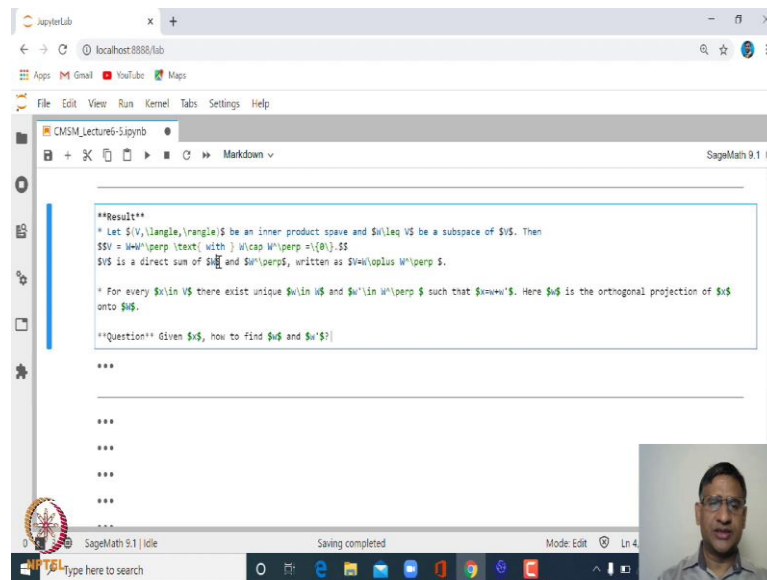 JupyterLab
localhost:8888/lab
Apps Gmail YouTube Maps
File Edit View Run Kernel Tabs Settings Help
CMSM_Lecture6-5.ipynb
Markdown SageMath 9.1
**Result**
* Let $(V,\langle,\rangle)$ be an inner product spave and $W\leq V$ be a subspace of $V$. Then
$$V = W+W^\perp \text{ with } W\cap W^\perp =\{0\}.$$
$V$ is a direct sum of $W$ and $W^\perp$, written as $V=W\oplus W^\perp $.
* For every $x\in V$ there exist unique $w\in W$ and $w'\in W^\perp $ such that $x=w+w'$. Here $w$ is the orthogonal projection of $x$
onto $W$.
**Question** Given $x$, how to find $w$ and $w'$?
SageMath 9.1 | Idle Saving completed Mode: Edit Ln 4,
NPTEL Type here to search